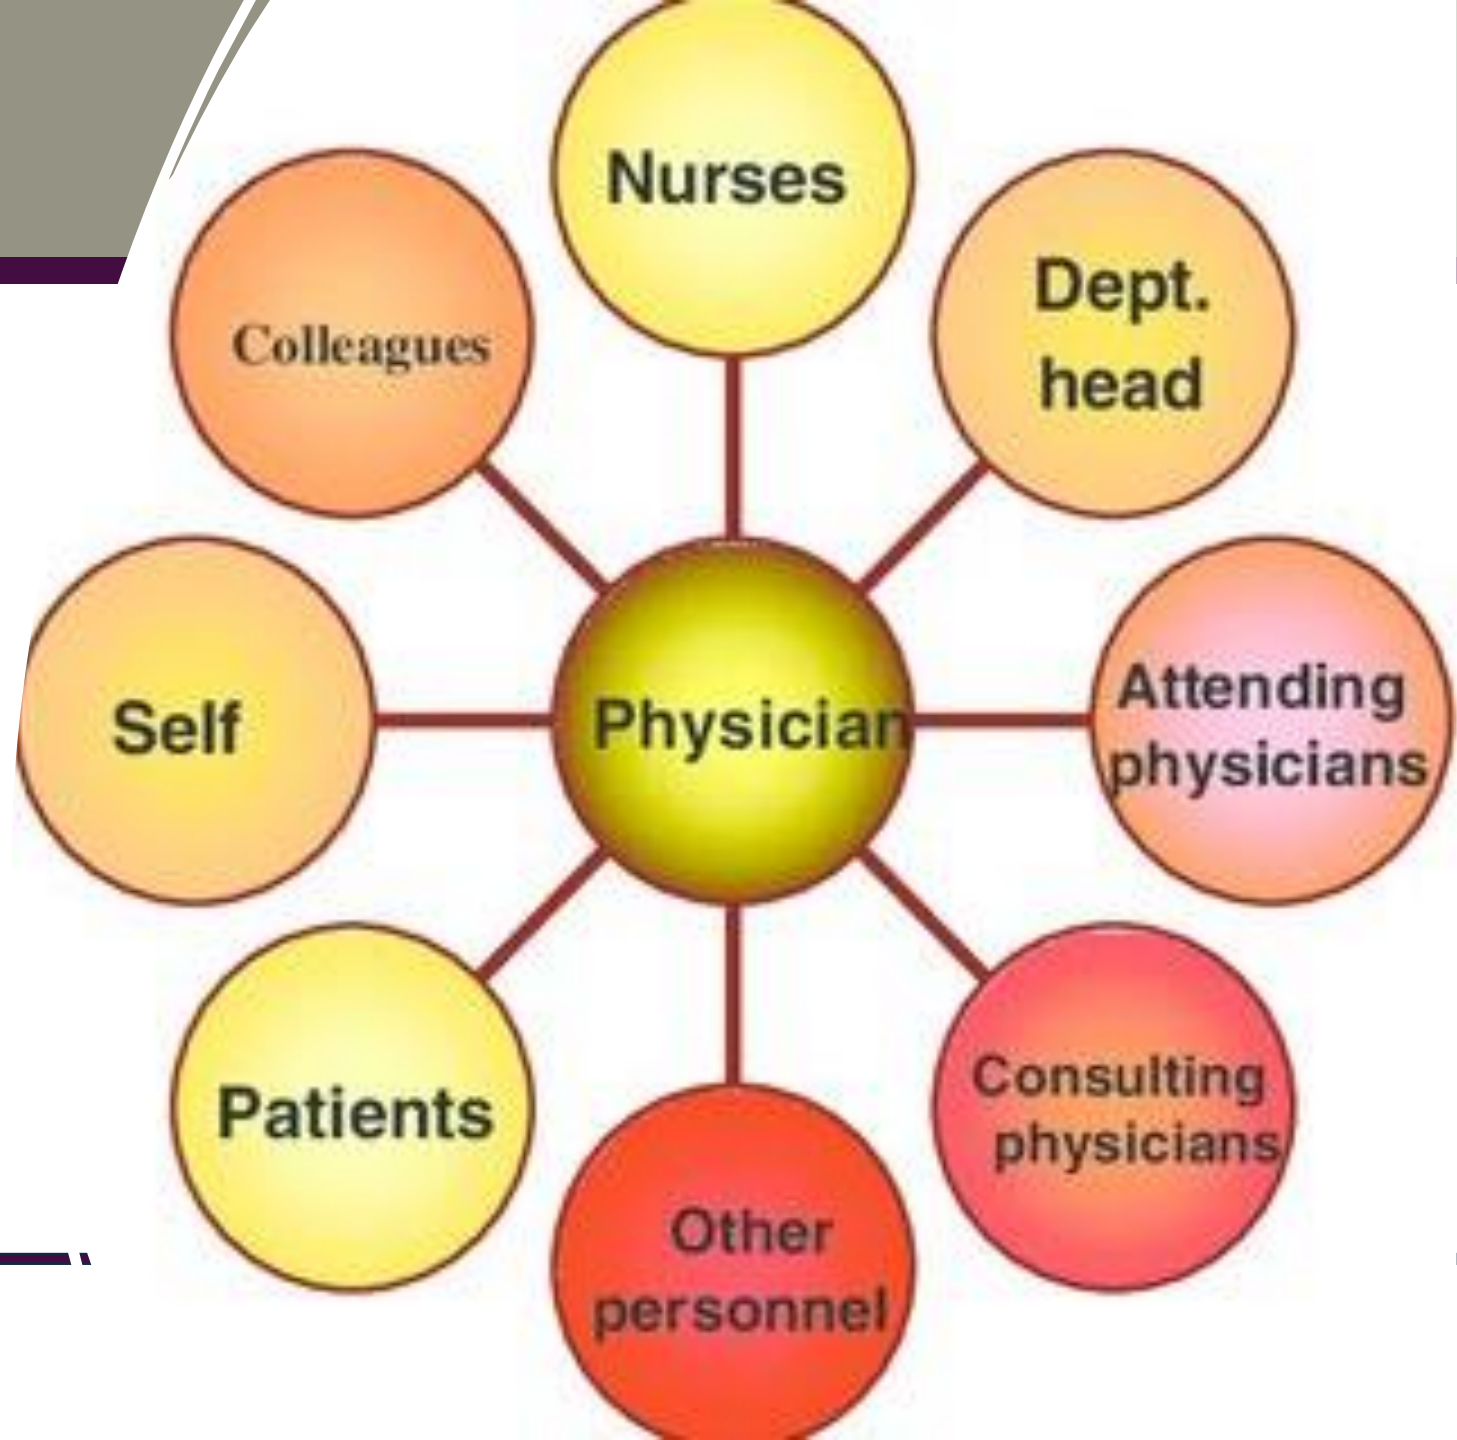 Nurses
Dept.
head
Colleagues
Attending
physicians
Physician
Self
Consulting
physicians
Patients
Other
personnel